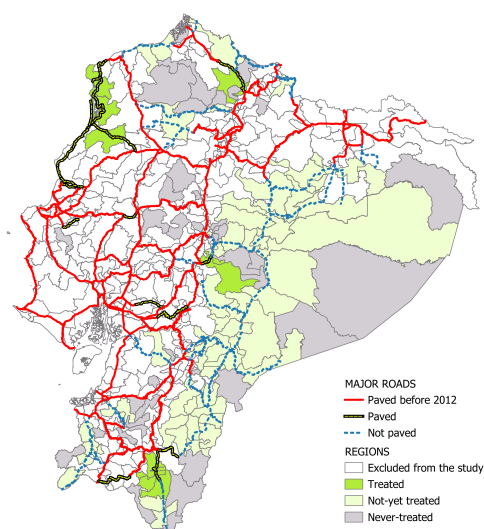 MAJOR ROADS
Paved before 2012
Paved
Not paved
REGIONS
Excluded from the study
Treated
Not-yet treated
Never-treated